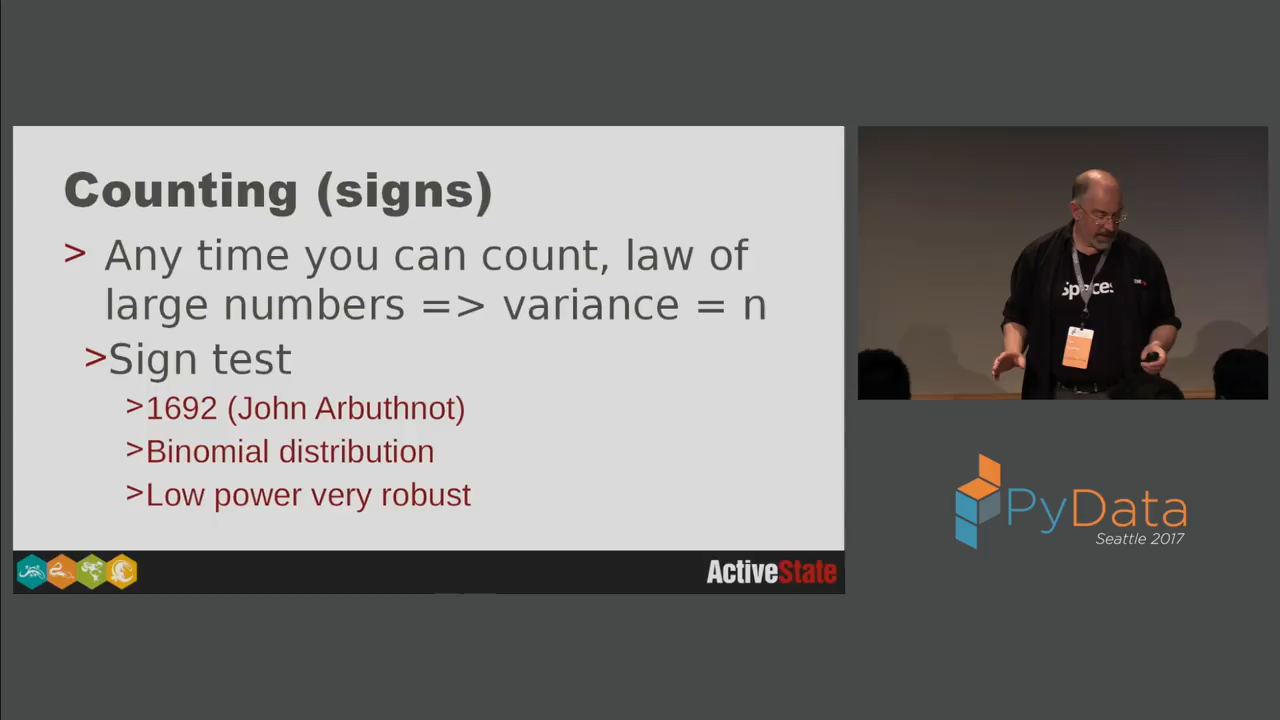 Counting (signs)
> Any time you can count, law of
large numbers => variance = n
>Sign test
>1692 (John Arbuthnot)
>Binomial distribution
>Low power very robust
ActiveState
Spaces
PyData
Seattle 2017